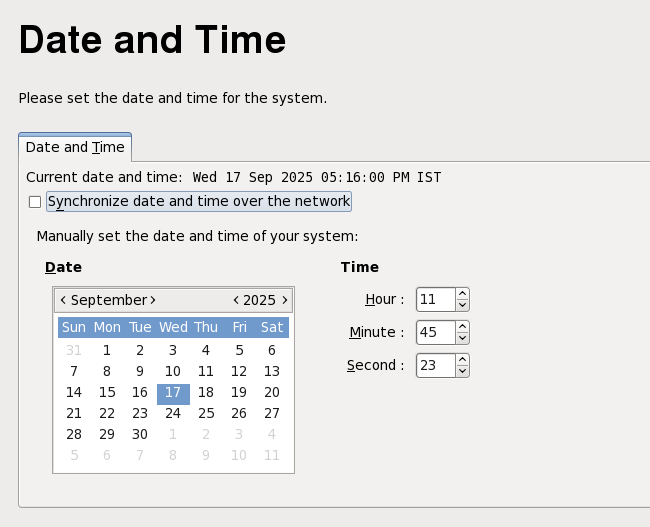 Date and Time
Please set the date and time for the system.
Date and Time
Current date and time: Wed 17 Sep 2025 05:16:00 PM IST
Synchronize date and time over the network
Manually set the date and time of your system:
Date
< September > < 2025 >
Sun Mon Tue Wed Thu Fri Sat
31 1 2 3 4 5 6
7 8 9 10 11 12 13
14 15 16 17 18 19 20
21 22 23 24 25 26 27
28 29 30 1 2 3 4
5 6 7 8 9 10 11
Time
Hour : 11
Minute : 45
Second : 23